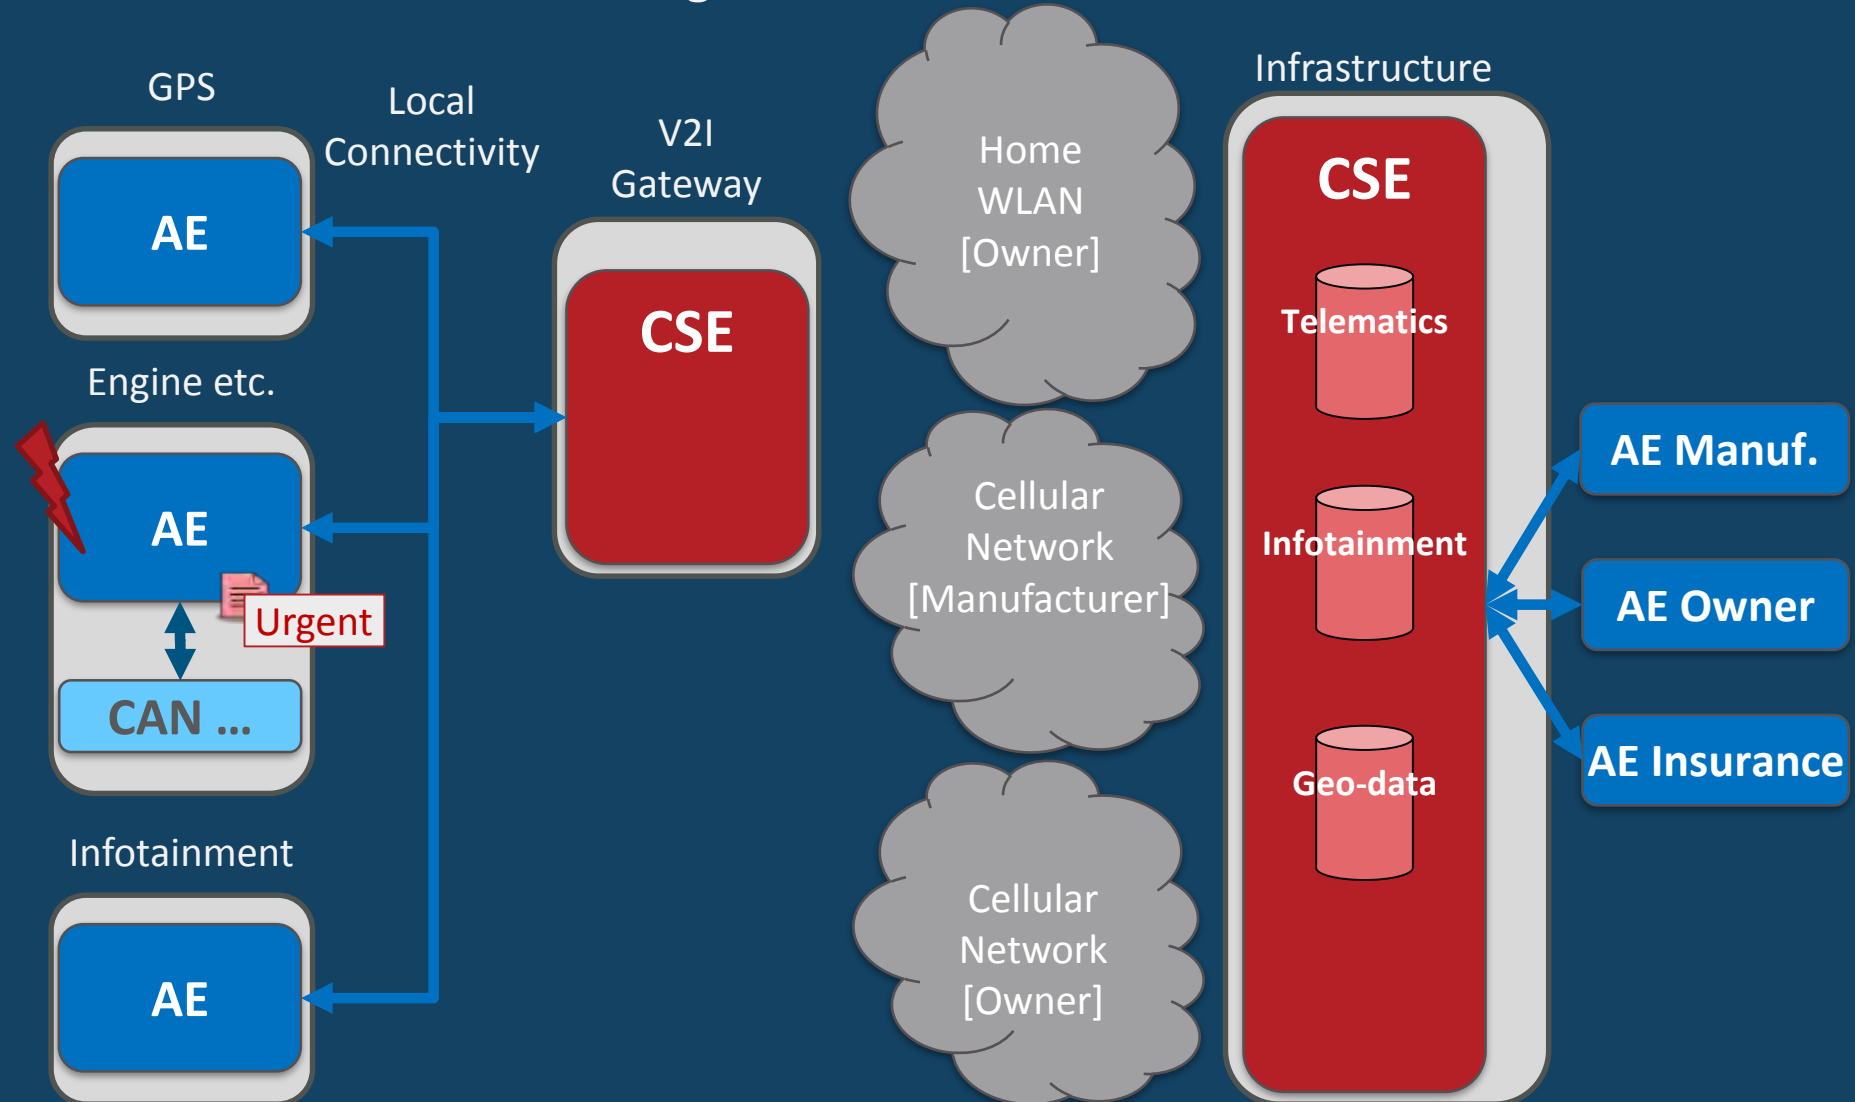 GPS
AE
Engine etc.
AE
Urgent
CAN ...
Infotainment
AE
Local
Connectivity
V2I
Gateway
CSE
Home
WLAN
[Owner]
Cellular
Network
[Manufacturer]
Cellular
Network
[Owner]
Infrastructure
CSE
Telematics
Infotainment
Geo-data
AE Manuf.
AE Owner
AE Insurance